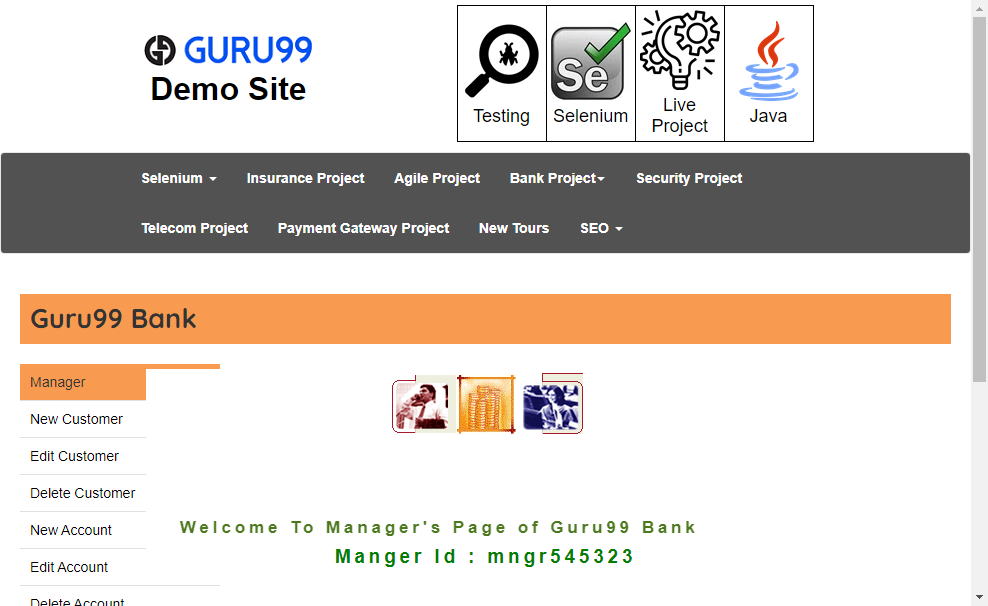 GURU99
Demo Site
Testing
Se
Selenium
Live
Project
Java
Selenium
Insurance Project
Agile Project
Bank Project
Security Project
Telecom Project
Payment Gateway Project
New Tours
SEO
Guru99 Bank
Manager
New Customer
Edit Customer
Delete Customer
New Account
Edit Account
Delete Account
Welcome To Manager's Page of Guru99 Bank
Manger Id : mngr545323